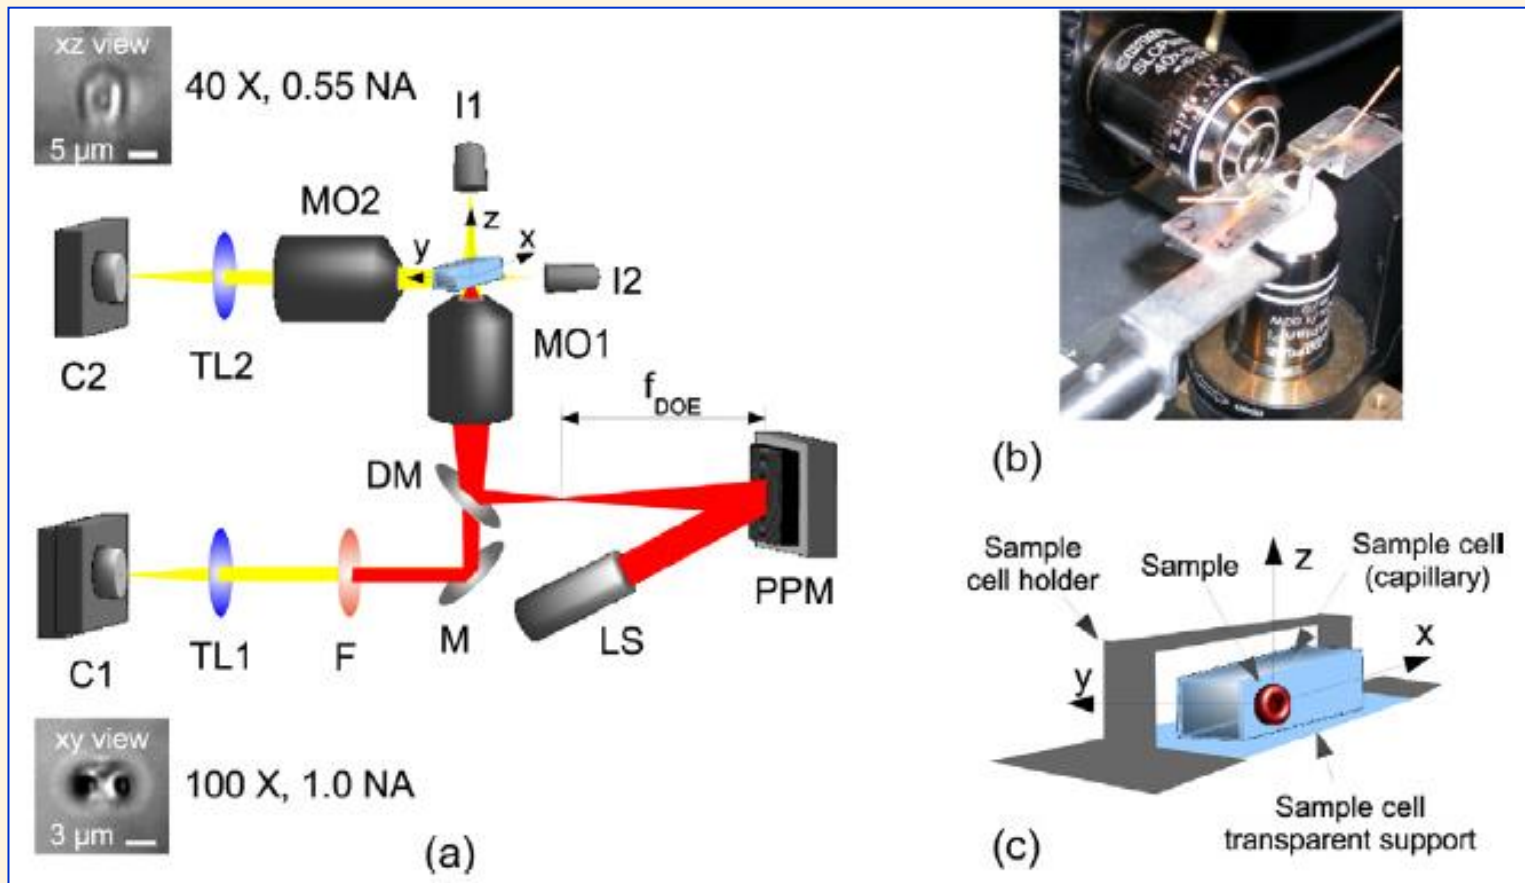 xz view
5 µm
40 X, 0.55 NA
I1
MO2
z
y
x
I2
MO1
C2
TL2
f DOE
DM
PPM
LS
C1
TL1
F
M
xy view
3 µm
100 X, 1.0 NA
(a)
(b)
Sample
cell holder
Sample
z
Sample cell
(capillary)
x
y
Sample cell
transparent support
(c)